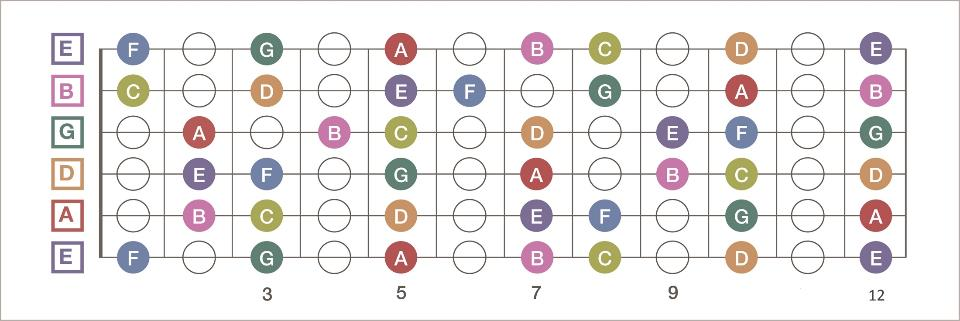 E F G A B C D E
B C D E F G A B
G A B C D E F G
D E F G A B C D
A B C D E F G A
E F G A B C D E
3 5 7 9 12